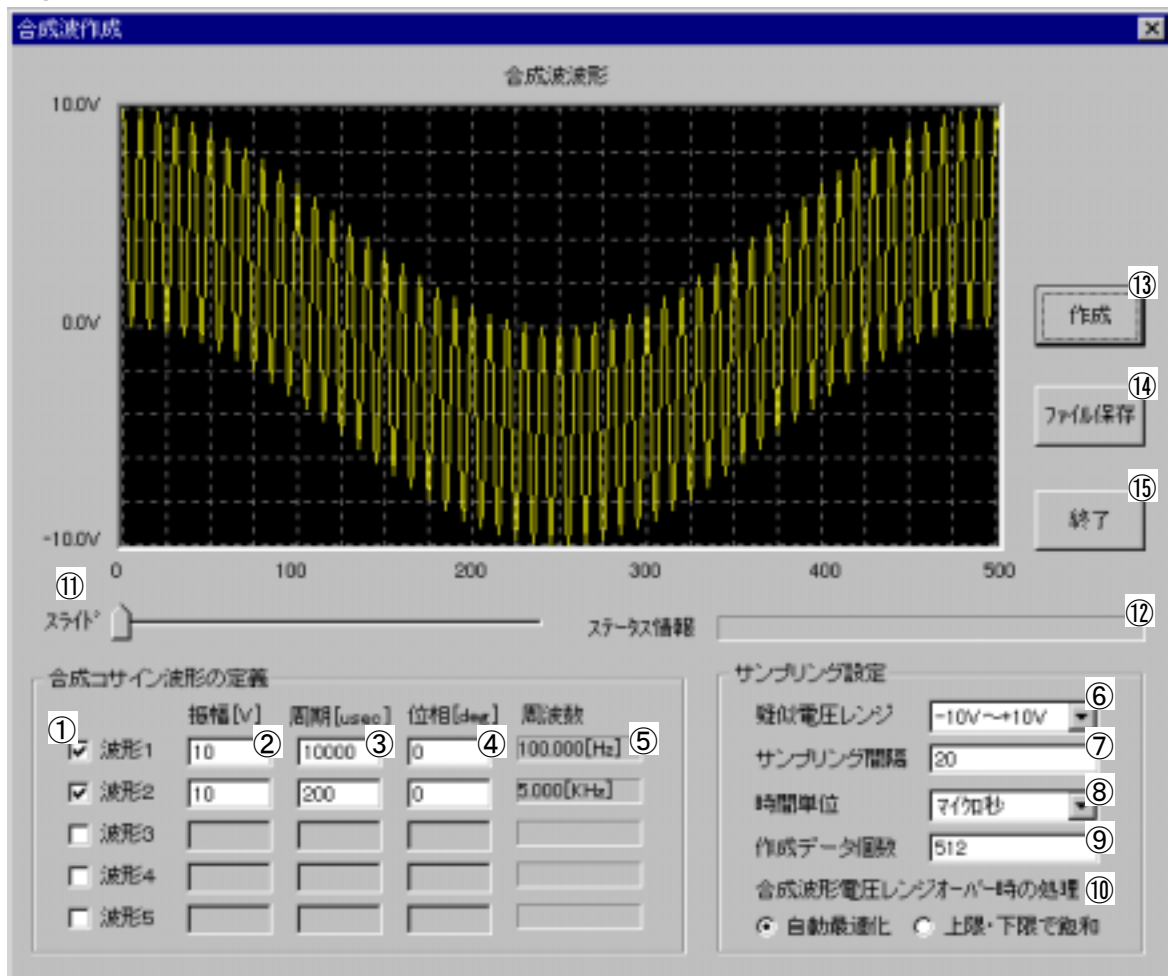 合成波作成
合成波波形
10.0V
0.0V
-10.0V
0 100 200 300 400 500
⑬
作成
⑭
ファイル保存
⑮
終了
⑪
スライド
ステータス情報 ⑫
合成コサイン波形の定義
振幅[V] 周期[usec] 位相[deg] 周波数
① 波形1 10 ② 10000 ③ 0 ④ 100.000[Hz] ⑤
波形2 10 200 0 5.000[KHz]
波形3
波形4
波形5
サンプリング設定
疑似電圧レンジ -10V～+10V ⑥
サンプリング間隔 20 ⑦
時間単位 マイクロ秒 ⑧
作成データ個数 512 ⑨
合成波形電圧レンジオーバー時の処理 ⑩
自動最適化 上限・下限で飽和